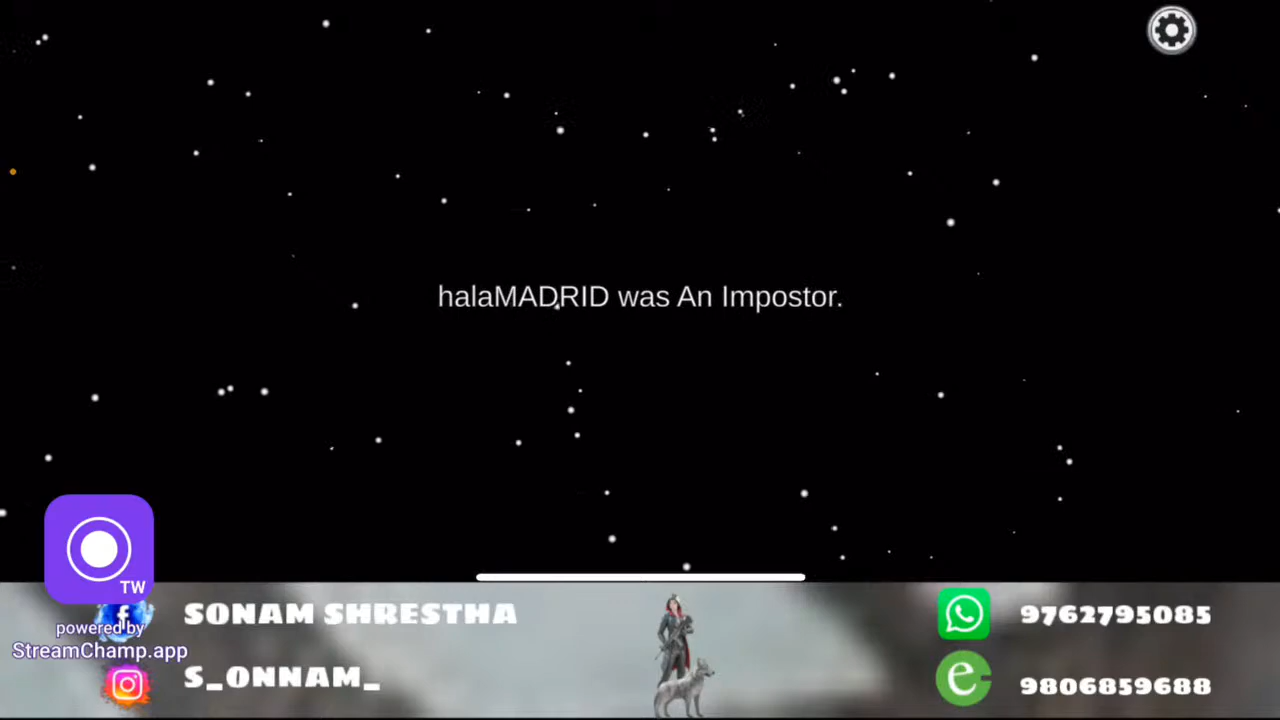 halaMADRID was An Impostor.
TW
SONAM SHRESTHA
9762795085
powered by
StreamChamp.app
S_ONNAM_
9806859688